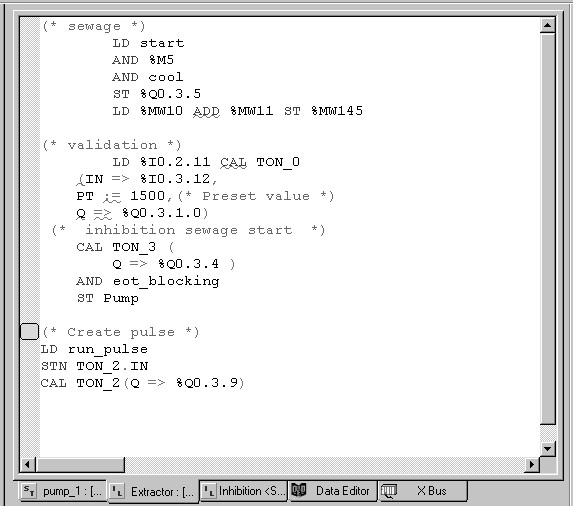 (* sewage *)
LD start
AND %M5
AND cool
ST %Q0.3.5
LD %MW10 ADD %MW11 ST %MW145
(* validation *)
LD %I0.2.11 CAL TON_0
(IN => %I0.3.12,
PT := 1500,(* Preset value *)
Q => %Q0.3.1.0)
(* inhibition sewage start *)
CAL TON_3 (
Q => %Q0.3.4 )
AND eot_blocking
ST Pump
(* Create pulse *)
LD run_pulse
STN TON_2.IN
CAL TON_2(Q => %Q0.3.9)
ST pump_1 : [... IL Extractor : [... IL Inhibition <S... Data Editor X Bus